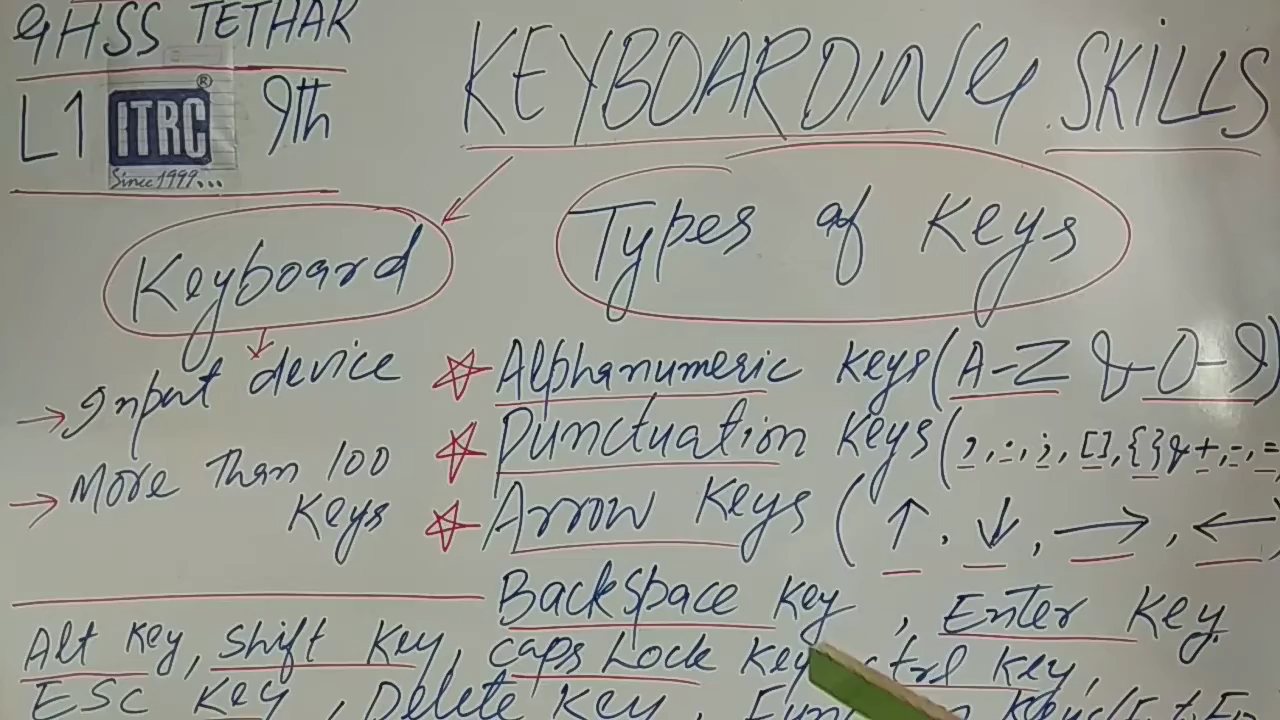 GHSS TETHAR
L1 ITRC® 9th
Since 1999...
KEYBOARDING SKILLS
Keyboard
→ Input device
→ More Than 100
Keys
Types of Keys
☆ Alphanumeric Keys (A-Z & 0-9)
☆ Punctuation Keys (, . : , ; , [], {} & +, -, =
☆ Arrow Keys (↑, ↓, →, ←)
Backspace Key, Enter Key,
Alt Key, Shift Key, Caps Lock Key ctrl Key,
ESC Key, Delete Key, Keys